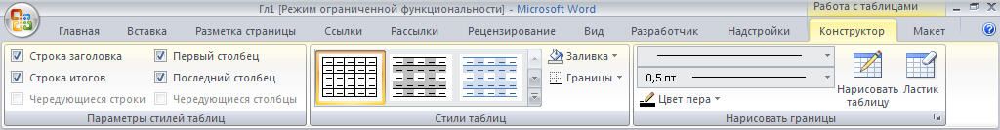 Гл1 [Режим ограниченной функциональности] - Microsoft Word
Работа с таблицами
Главная Вставка Разметка страницы Ссылки Рассылки Рецензирование Вид Разработчик Надстройки Конструктор Макет
Строка заголовка Первый столбец
Строка итогов Последний столбец
Чередующиеся строки Чередующиеся столбцы
Параметры стилей таблиц
Заливка
Границы
Стили таблиц
0,5 пт
Цвет пера
Нарисовать таблицу
Ластик
Нарисовать границы